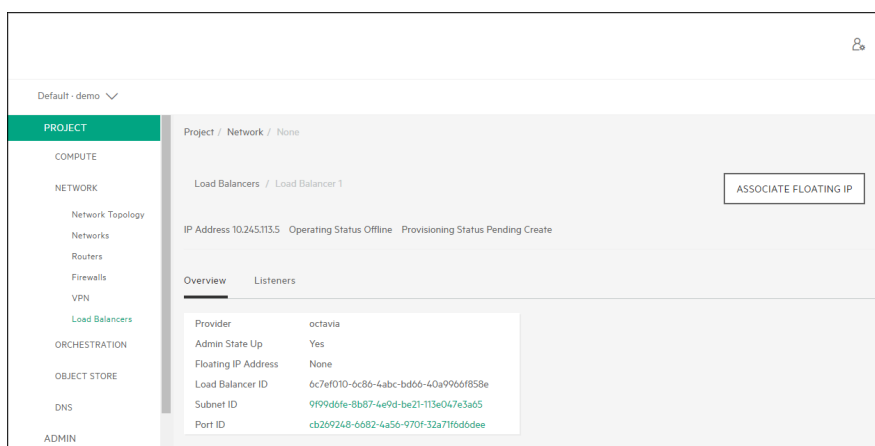 Default · demo
PROJECT
COMPUTE
NETWORK
Network Topology
Networks
Routers
Firewalls
VPN
Load Balancers
ORCHESTRATION
OBJECT STORE
DNS
ADMIN
Project / Network / None
Load Balancers / Load Balancer 1
ASSOCIATE FLOATING IP
IP Address 10.245.113.5 Operating Status Offline Provisioning Status Pending Create
Overview Listeners
Provider octavia
Admin State Up Yes
Floating IP Address None
Load Balancer ID 6c7ef010-6c86-4abc-bd66-40a9966f858e
Subnet ID 9f99d6fe-8b87-4e9d-be21-113e047e3a65
Port ID cb269248-6682-4a56-970f-32a71f6d6dee